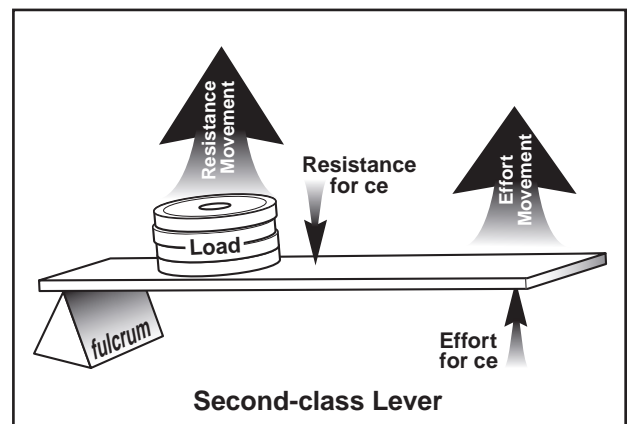 Resistance
Movement
Effort
Movement
Resistance
for ce
Load
fulcrum
Effort
for ce
Second-class Lever